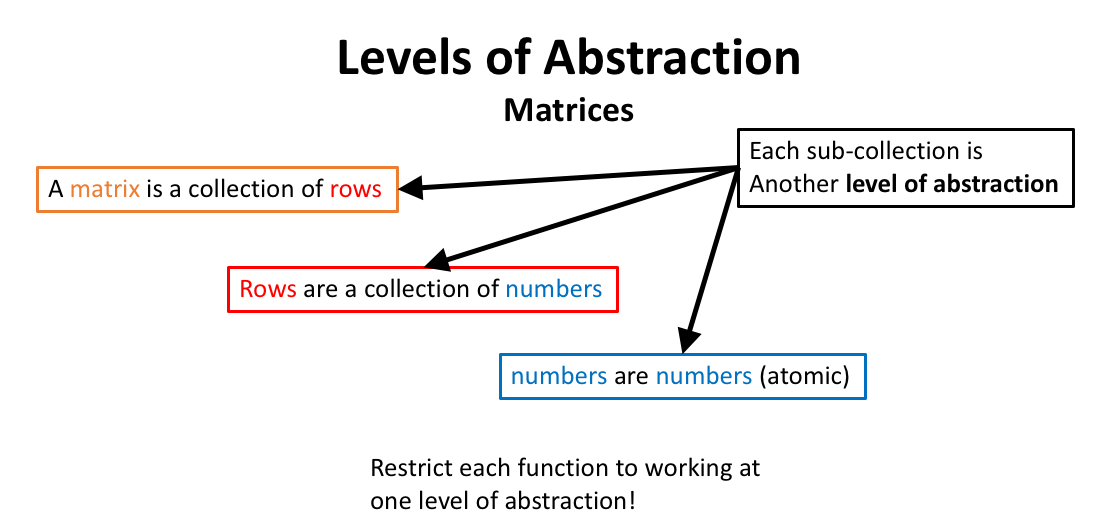 Levels of Abstraction
Matrices
Each sub-collection is
Another level of abstraction
A matrix is a collection of rows
Rows are a collection of numbers
numbers are numbers (atomic)
Restrict each function to working at
one level of abstraction!